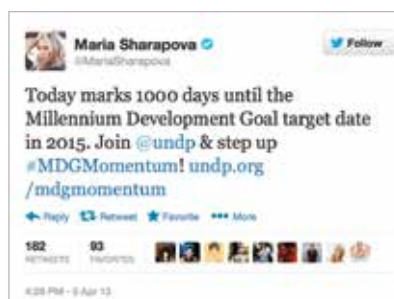 Maria Sharapova
@MariaSharapova
Follow
Today marks 1000 days until the
Millennium Development Goal target date
in 2015. Join @undp & step up
#MDGMomentum! undp.org
/mdgmomentum
Reply Retweet Favorite More
182 93
RETWEETS FAVORITES
4:28 PM - 5 Apr 13